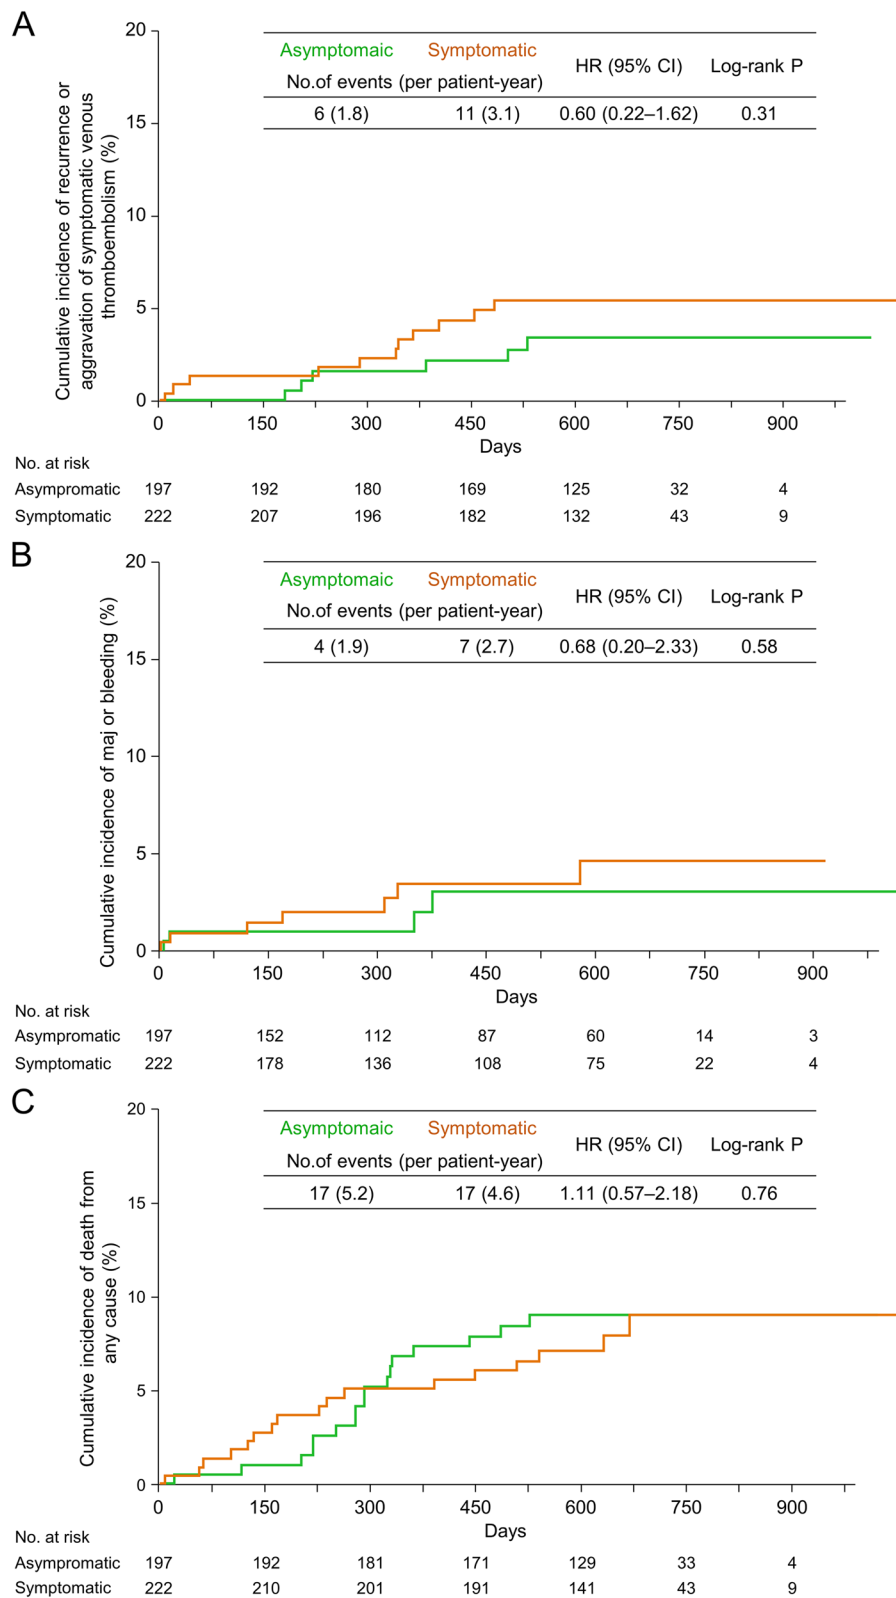 A
Cumulative incidence of recurrence or
aggravation of symptomatic venous
thromboembolism (%)
20
15
10
5
0
Asymptomaic Symptomatic
No.of events (per patient-year) HR (95% CI) Log-rank P
6 (1.8) 11 (3.1) 0.60 (0.22–1.62) 0.31
0 150 300 450 600 750 900
Days
No. at risk
Asympromatic 197 192 180 169 125 32 4
Symptomatic 222 207 196 182 132 43 9
B
Cumulative incidence of maj or bleeding (%)
20
15
10
5
0
Asymptomaic Symptomatic
No.of events (per patient-year) HR (95% CI) Log-rank P
4 (1.9) 7 (2.7) 0.68 (0.20–2.33) 0.58
0 150 300 450 600 750 900
Days
No. at risk
Asympromatic 197 152 112 87 60 14 3
Symptomatic 222 178 136 108 75 22 4
C
Cumulative incidence of death from
any cause (%)
20
15
10
5
0
Asymptomaic Symptomatic
No.of events (per patient-year) HR (95% CI) Log-rank P
17 (5.2) 17 (4.6) 1.11 (0.57–2.18) 0.76
0 150 300 450 600 750 900
Days
No. at risk
Asympromatic 197 192 181 171 129 33 4
Symptomatic 222 210 201 191 141 43 9